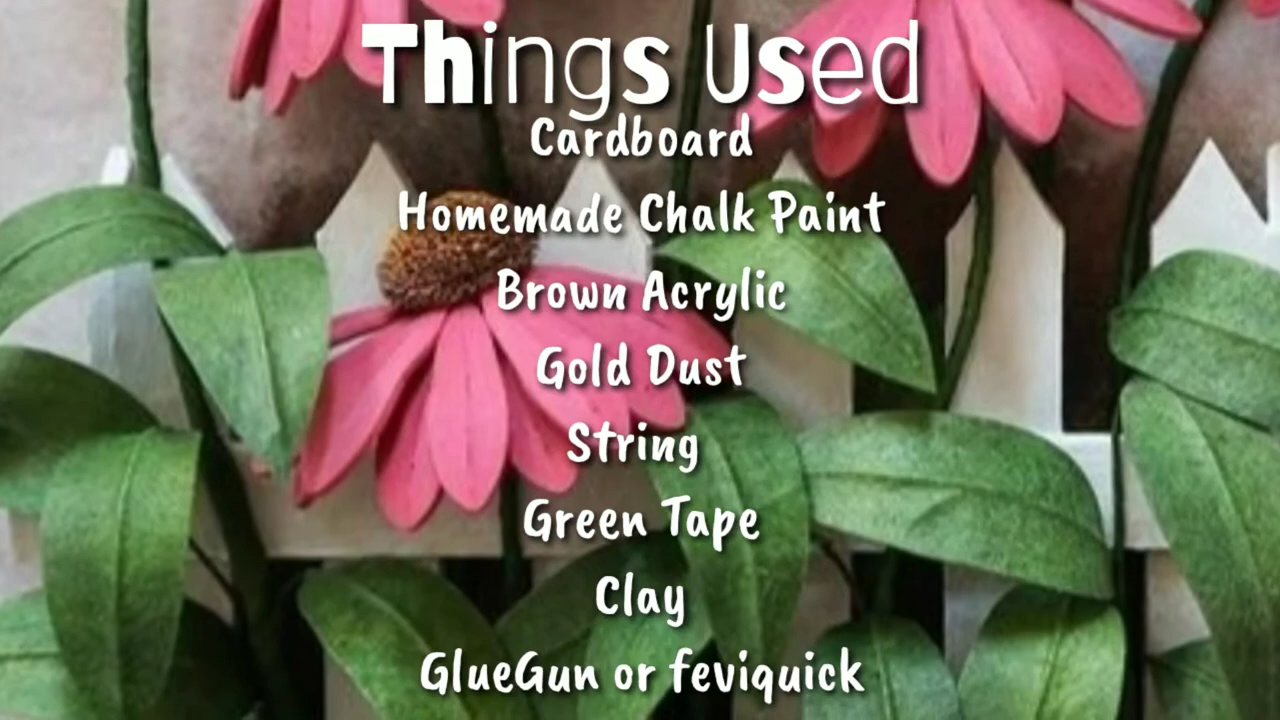 Things Used
Cardboard
Homemade Chalk Paint
Brown Acrylic
Gold Dust
String
Green Tape
Clay
GlueGun or feviquick